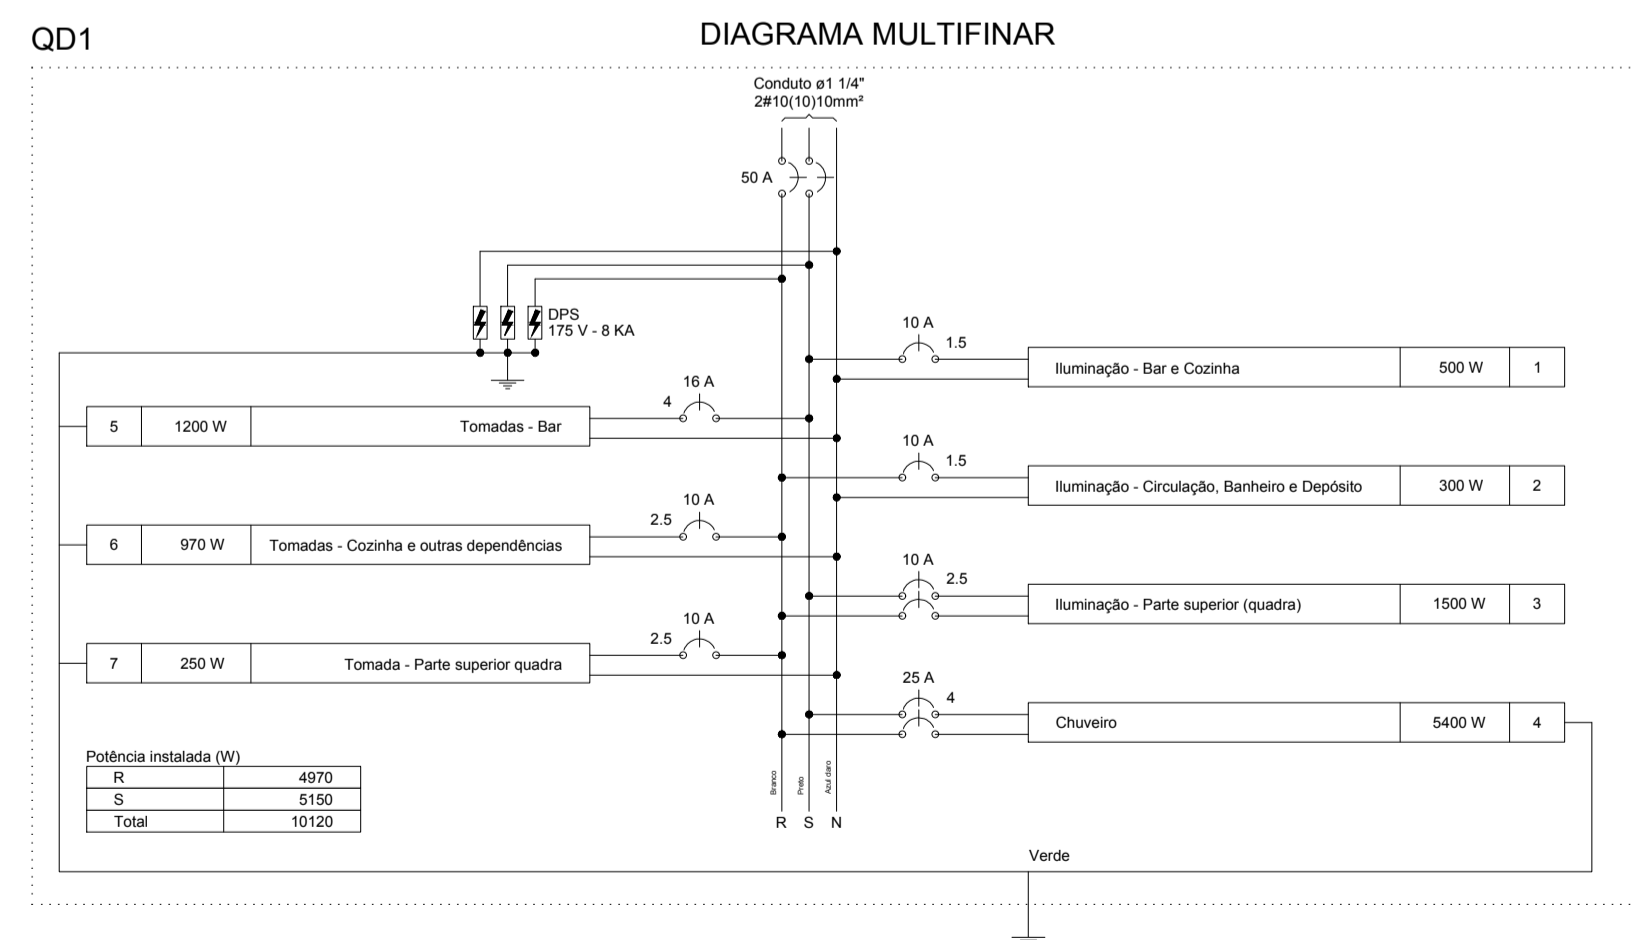 QD1
DIAGRAMA MULTIFINAR
Conduto ø1 1/4"
2#10(10)10mm²
50 A
DPS
175 V - 8 KA
10 A
1.5
Iluminação - Bar e Cozinha
500 W
1
16 A
4
5
1200 W
Tomadas - Bar
10 A
1.5
Iluminação - Circulação, Banheiro e Depósito
300 W
2
10 A
2.5
6
970 W
Tomadas - Cozinha e outras dependências
10 A
2.5
Iluminação - Parte superior (quadra)
1500 W
3
10 A
2.5
7
250 W
Tomada - Parte superior quadra
25 A
4
Chuveiro
5400 W
4
Potência instalada (W)
R 4970
S 5150
Total 10120
Branco
Preto
Azul claro
R S N
Verde